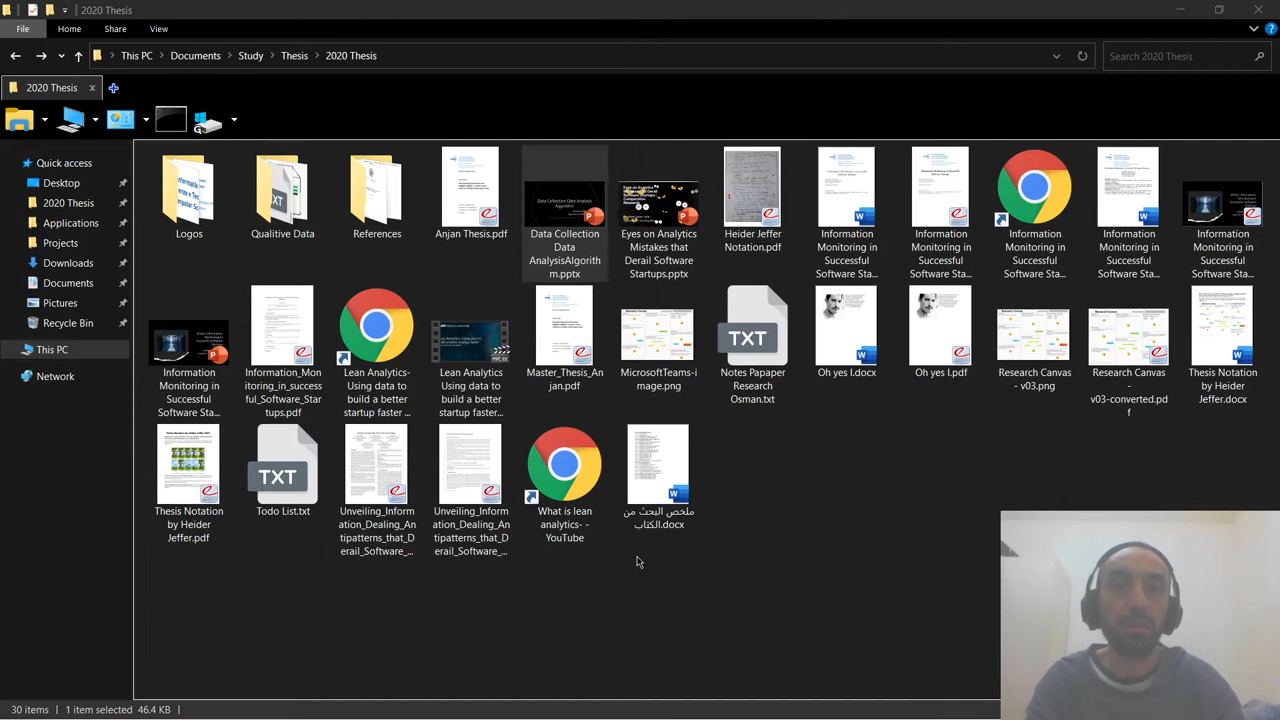 2020 Thesis
File Home Share View
This PC > Documents > Study > Thesis > 2020 Thesis
Search 2020 Thesis
2020 Thesis
Quick access
Desktop
2020 Thesis
Apanions
Projects
Downloads
Documents
Pictures
Recycle Bin
This PC
Network
Logos
Qualitive Data
References
Anjan Thesis.pdf
Data Collection Data Analysis Algorithm
Data Collection
Data
AnalysisAlgorith
m.pptx
Eyes on Analytics
Mistakes that
Derail Software
Startups.pptx
Heider Jeffer
Notation.pdf
Information
Monitoring in
Successful
Software Sta...
Information
Monitoring in
Successful
Software Sta...
Information
Monitoring in
Successful
Software Sta...
Information
Monitoring in
Successful
Software Sta...
Information
Monitoring in
Successful
Software Sta...
Information
Monitoring in
Successful
Software Sta...
Information_Mon
itoring_in_success
ful_Software_Star
tups.pdf
Lean Analytics-
Using data to
build a better
startup faster ...
Lean Analytics
Using data to
build a better
startup faster...
Master_Thesis_An
jan.pdf
MicrosoftTeams-i
mage.png
TXT
Notes Papaper
Research
Osman.txt
Oh yes I.docx
Oh yes I.pdf
Research Canvas
- v03.png
Research Canvas
-
v03-converted.pd
f
Thesis Notation
by Heider
Jeffer.docx
Thesis Notation
by Heider
Jeffer.pdf
TXT
Todo List.txt
Unveiling_Inform
ation_Dealing_An
tipatterns_that_D
erail_Software_...
Unveiling_Inform
ation_Dealing_An
tipatterns_that_D
erail_Software_...
What is lean
analytics- -
YouTube
ملخص البحث من
الكتاب.docx
30 items 1 item selected 46.4 KB